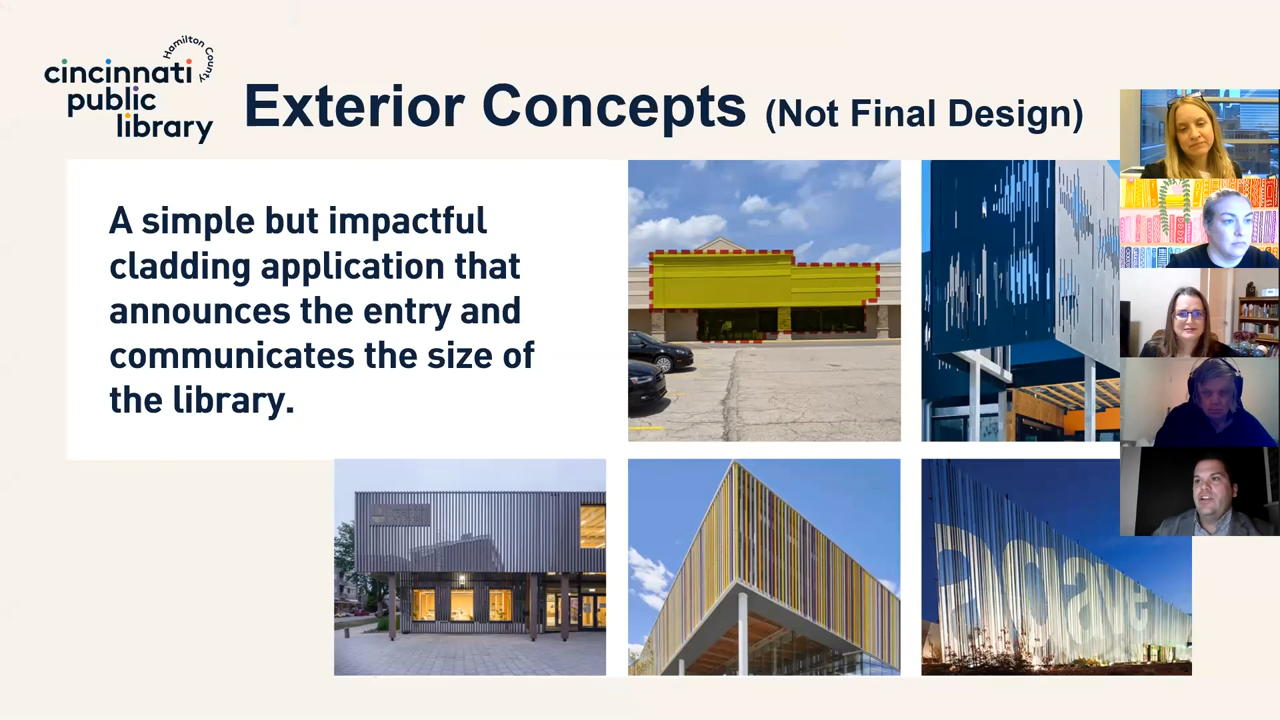 Hamilton County
cincinnati
public
library
Exterior Concepts (Not Final Design)
A simple but impactful
cladding application that
announces the entry and
communicates the size of
the library.
agave